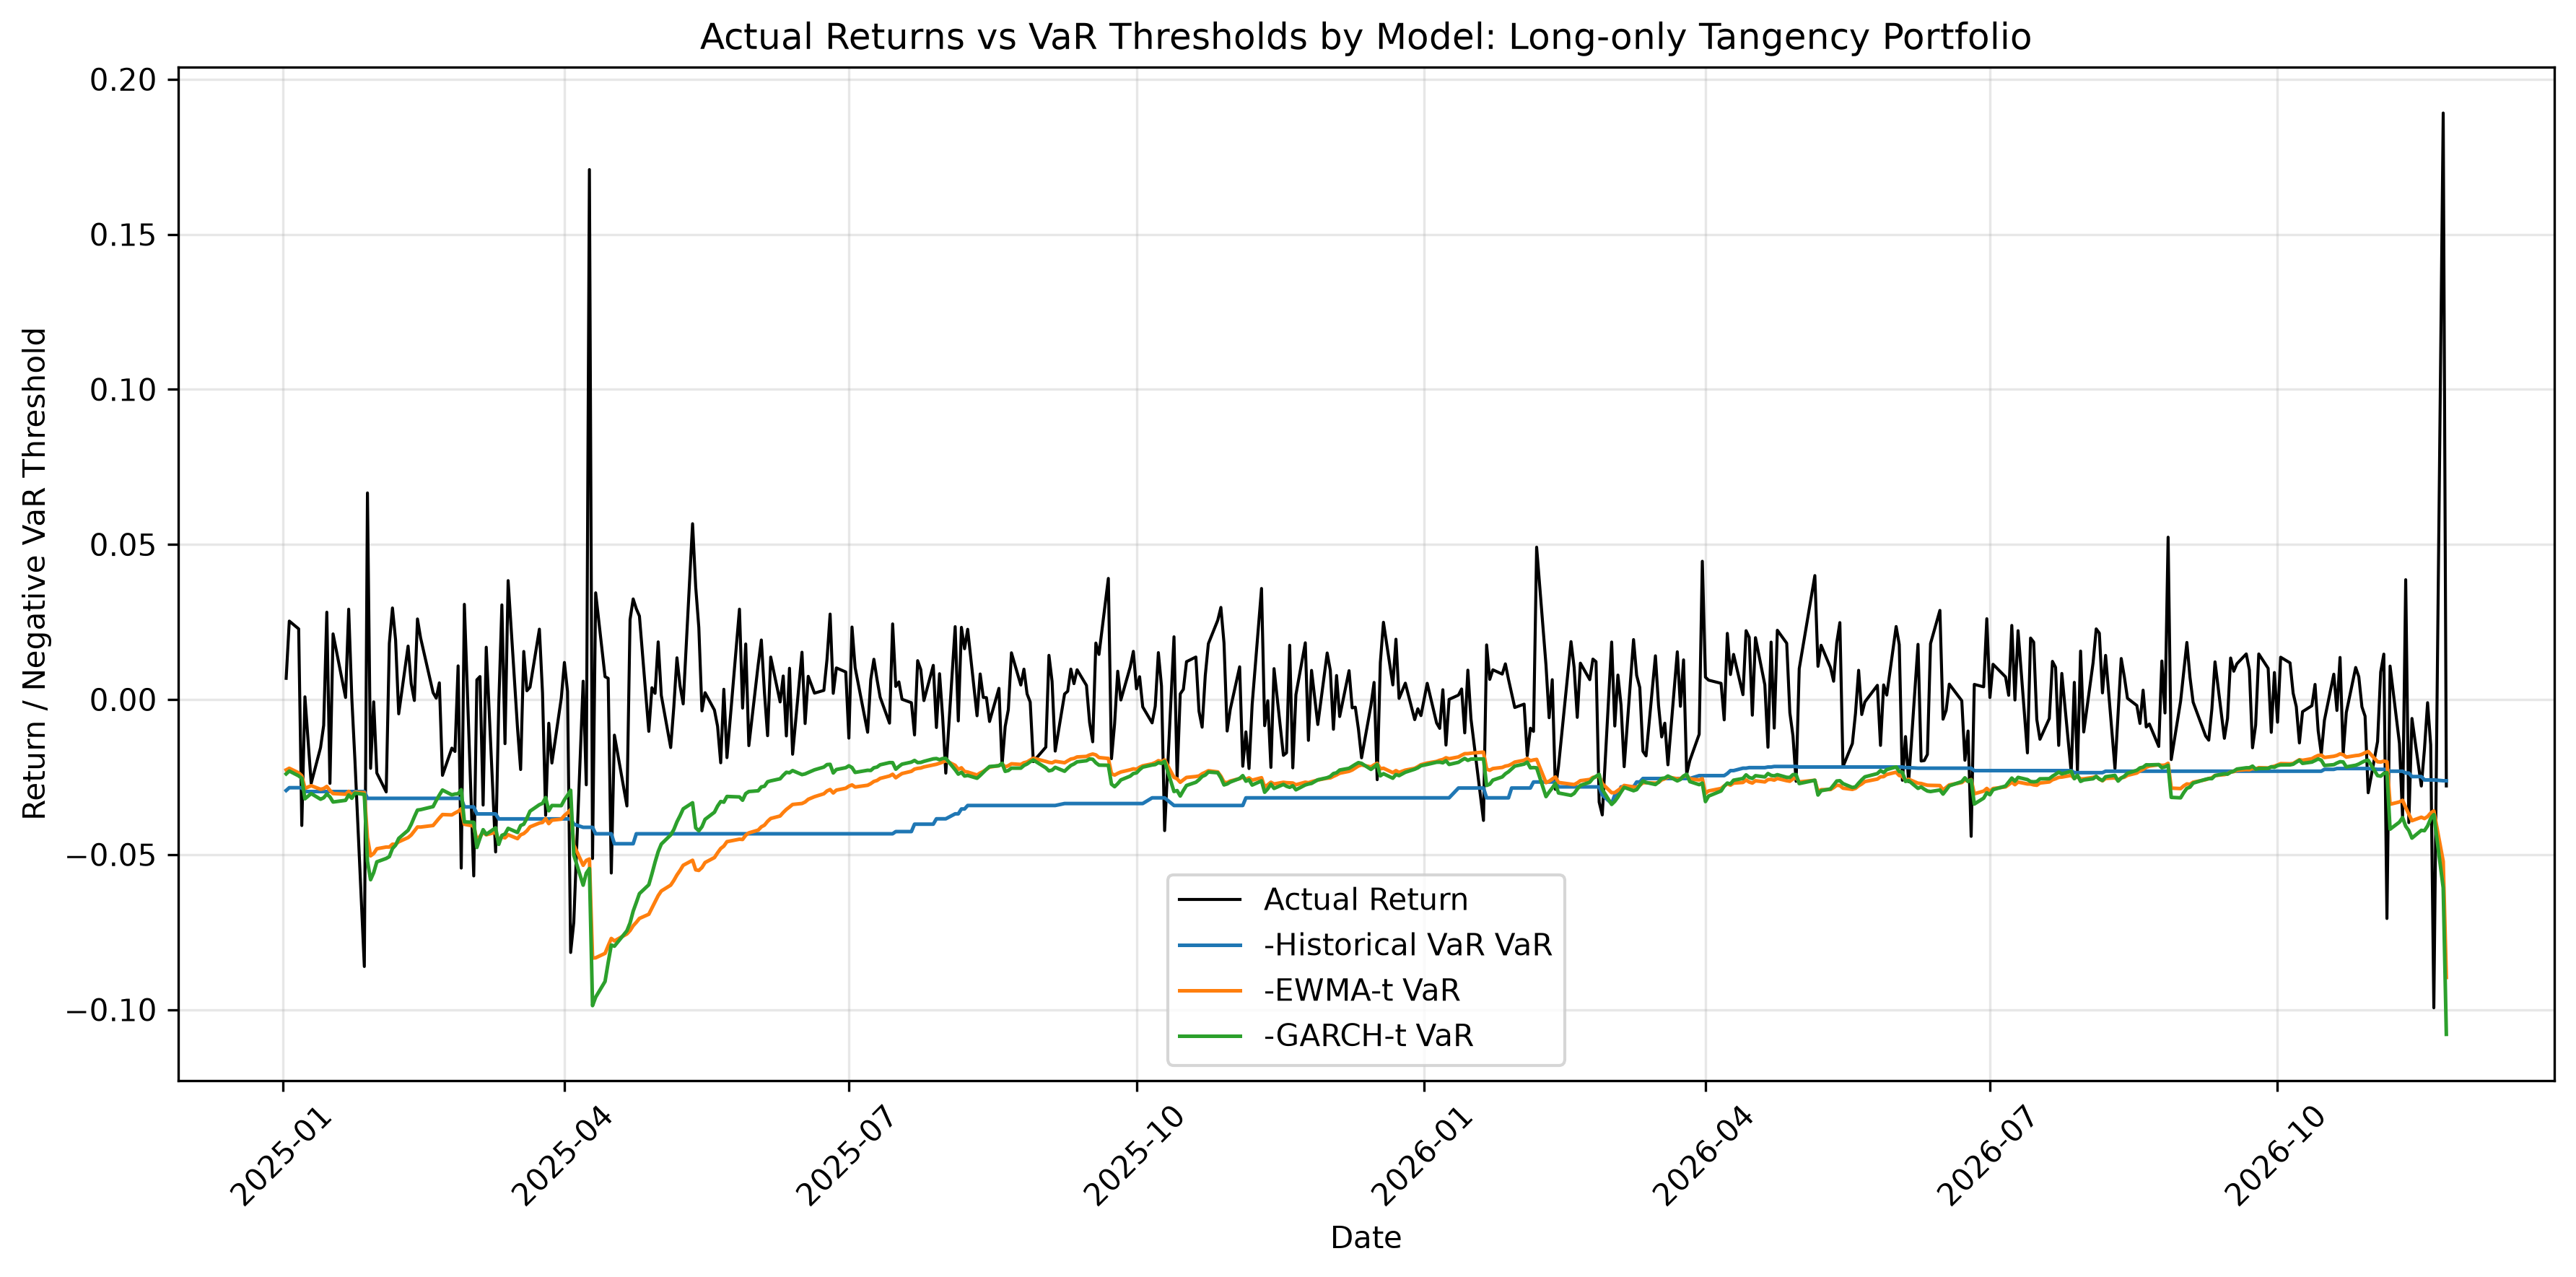 Actual Returns vs VaR Thresholds by Model: Long-only Tangency Portfolio
Return / Negative VaR Threshold
0.20
0.15
0.10
0.05
0.00
−0.05
−0.10
Actual Return
-Historical VaR VaR
-EWMA-t VaR
-GARCH-t VaR
2025-01
2025-04
2025-07
2025-10
2026-01
2026-04
2026-07
2026-10
Date